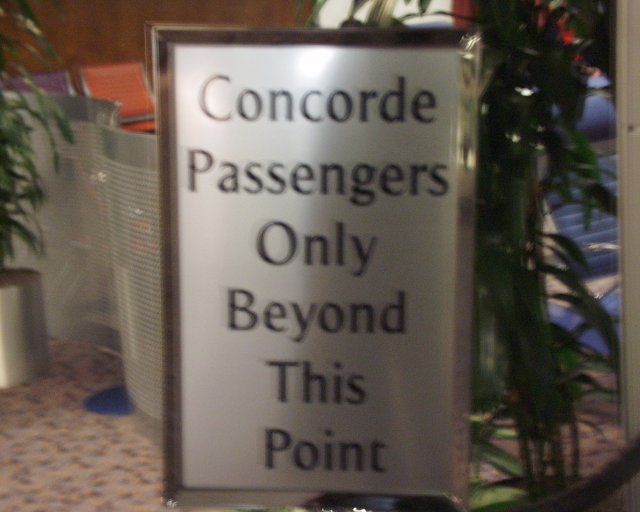 Concorde
Passengers
Only
Beyond
This
Point